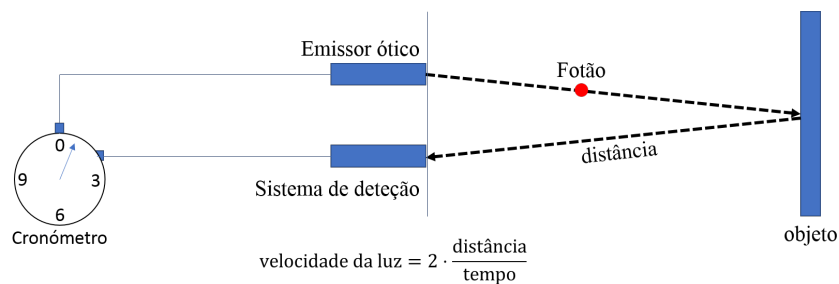 Emissor ótico
Fotão
0
9
3
6
distância
Sistema de deteção
Cronómetro
objeto
velocidade da luz = 2 · distância / tempo